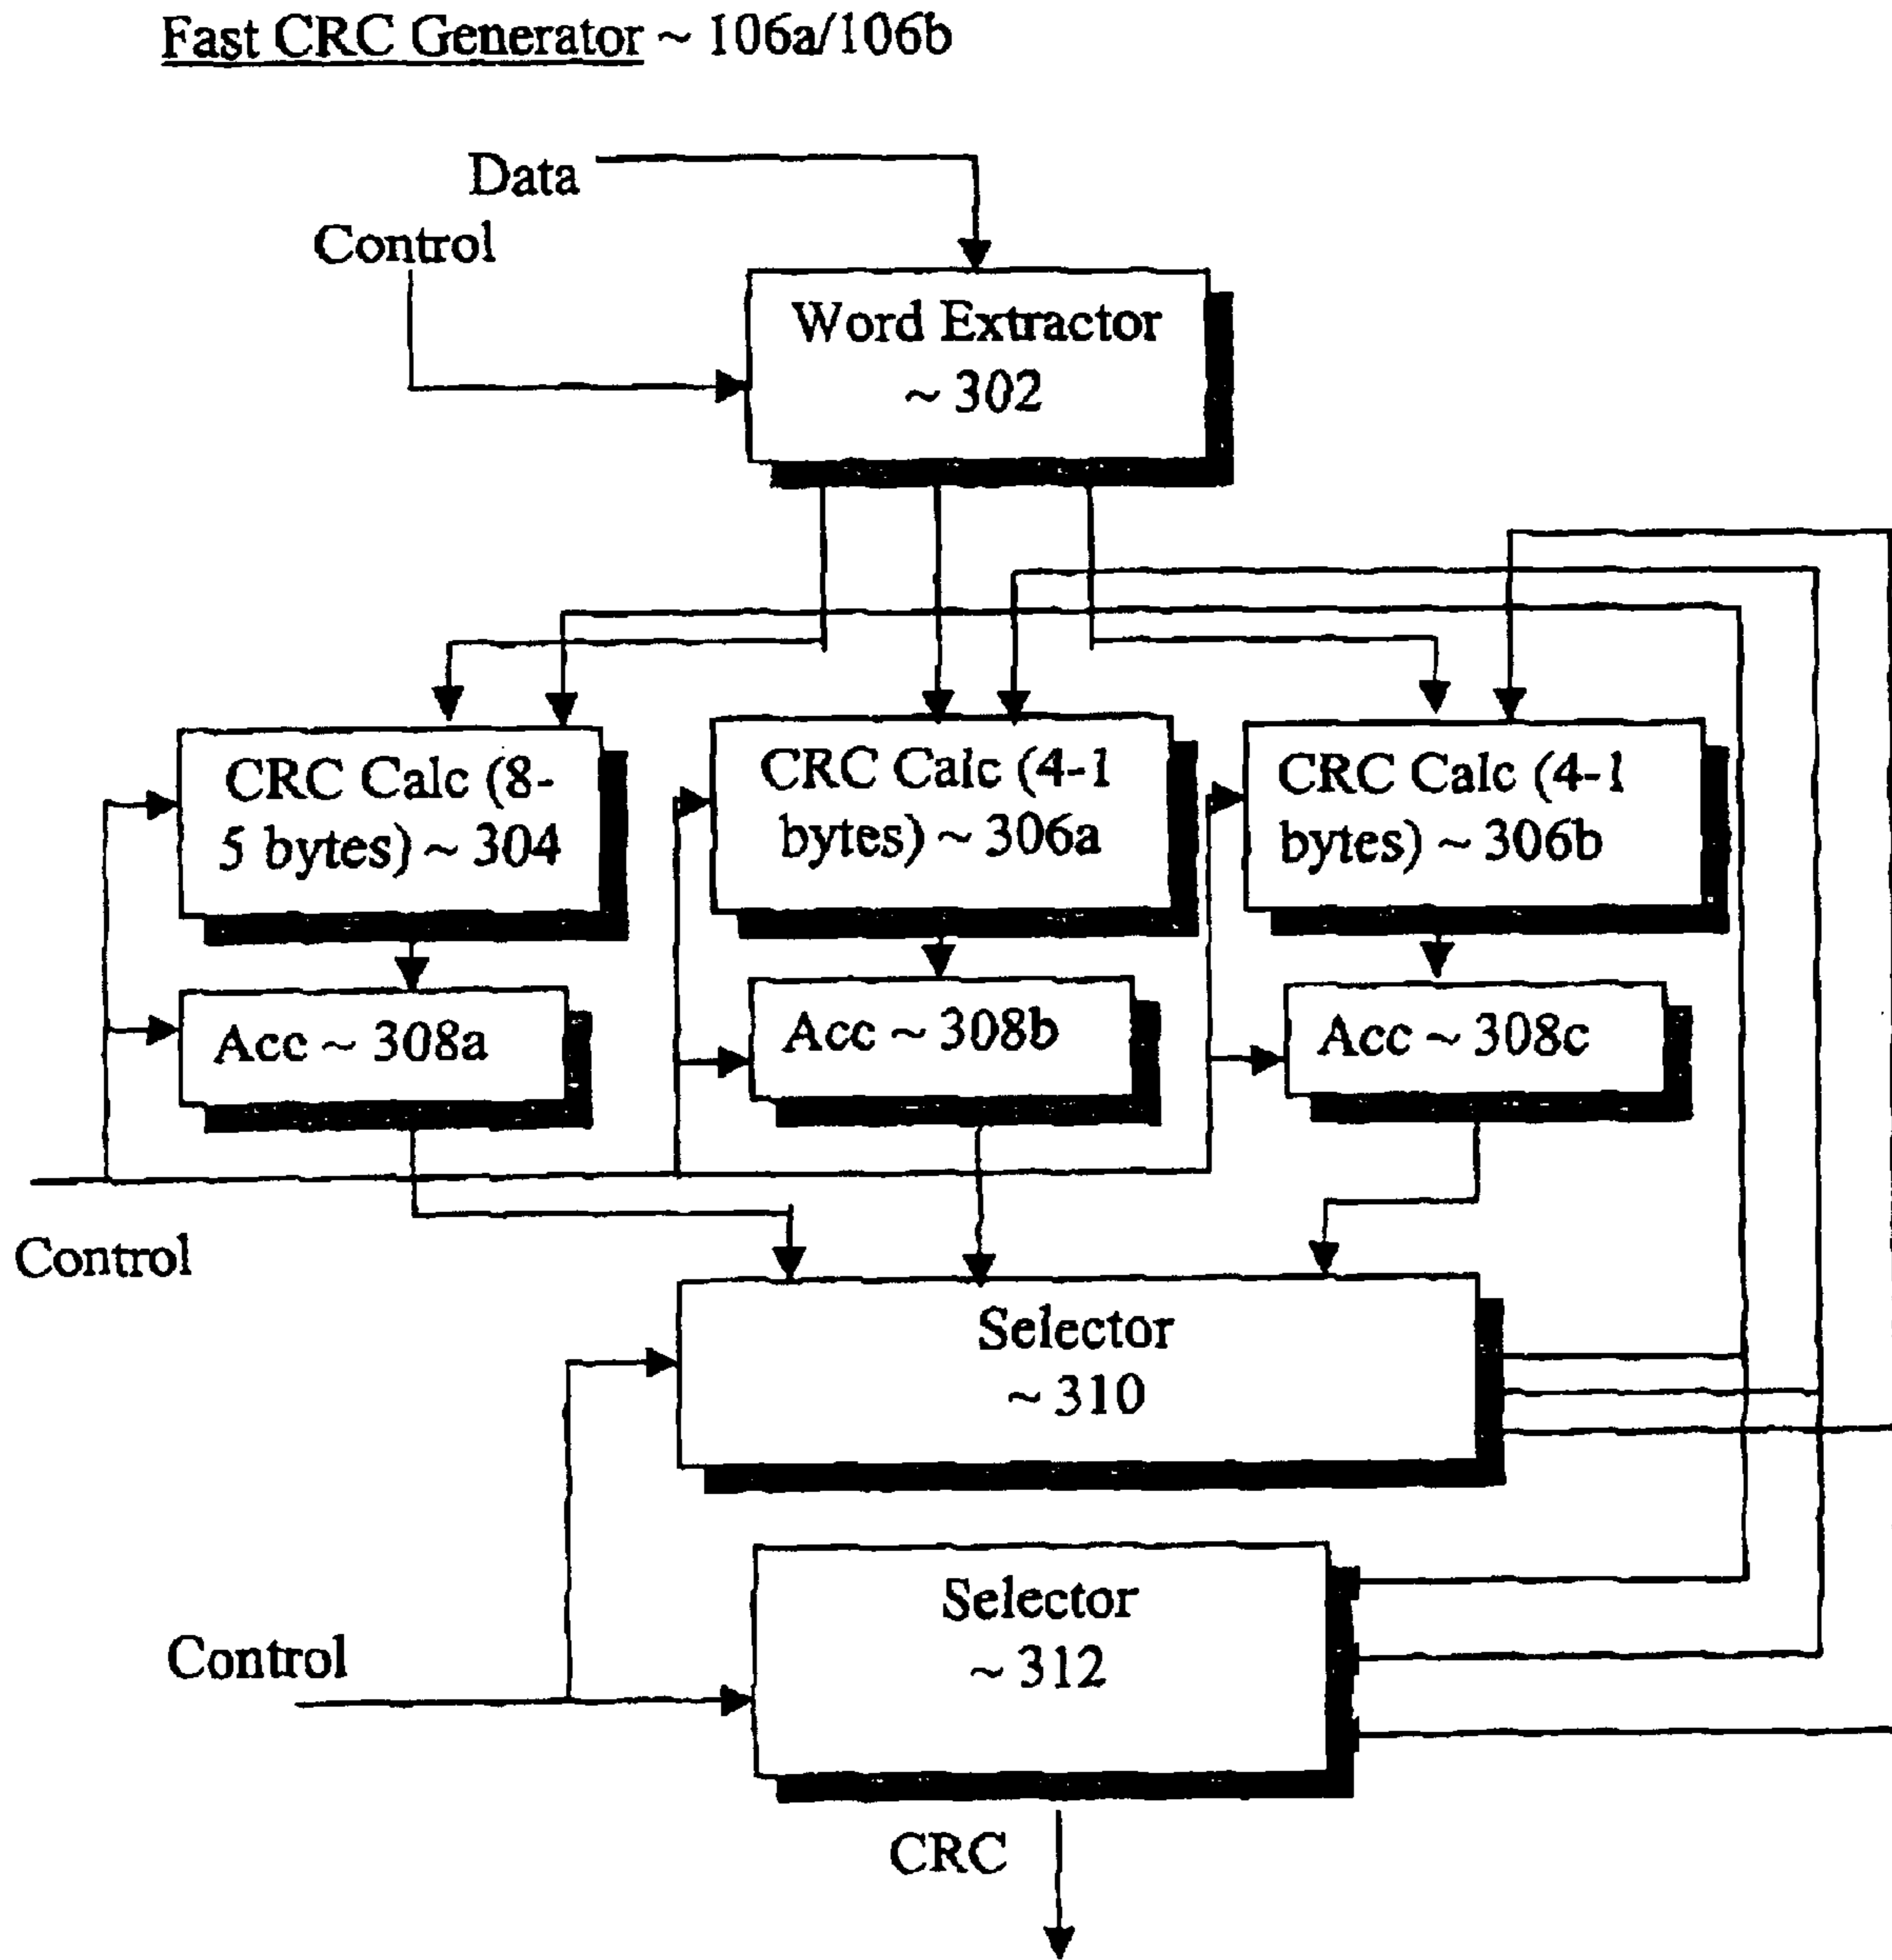 Fast CRC Generator ~ 106a/106b
Data
Control
Word Extractor
~ 302
CRC Calc (8-
5 bytes) ~ 304
CRC Calc (4-1
bytes) ~ 306a
CRC Calc (4-1
bytes) ~ 306b
Acc ~ 308a
Acc ~ 308b
Acc ~ 308c
Control
Selector
~ 310
Selector
~ 312
Control
CRC